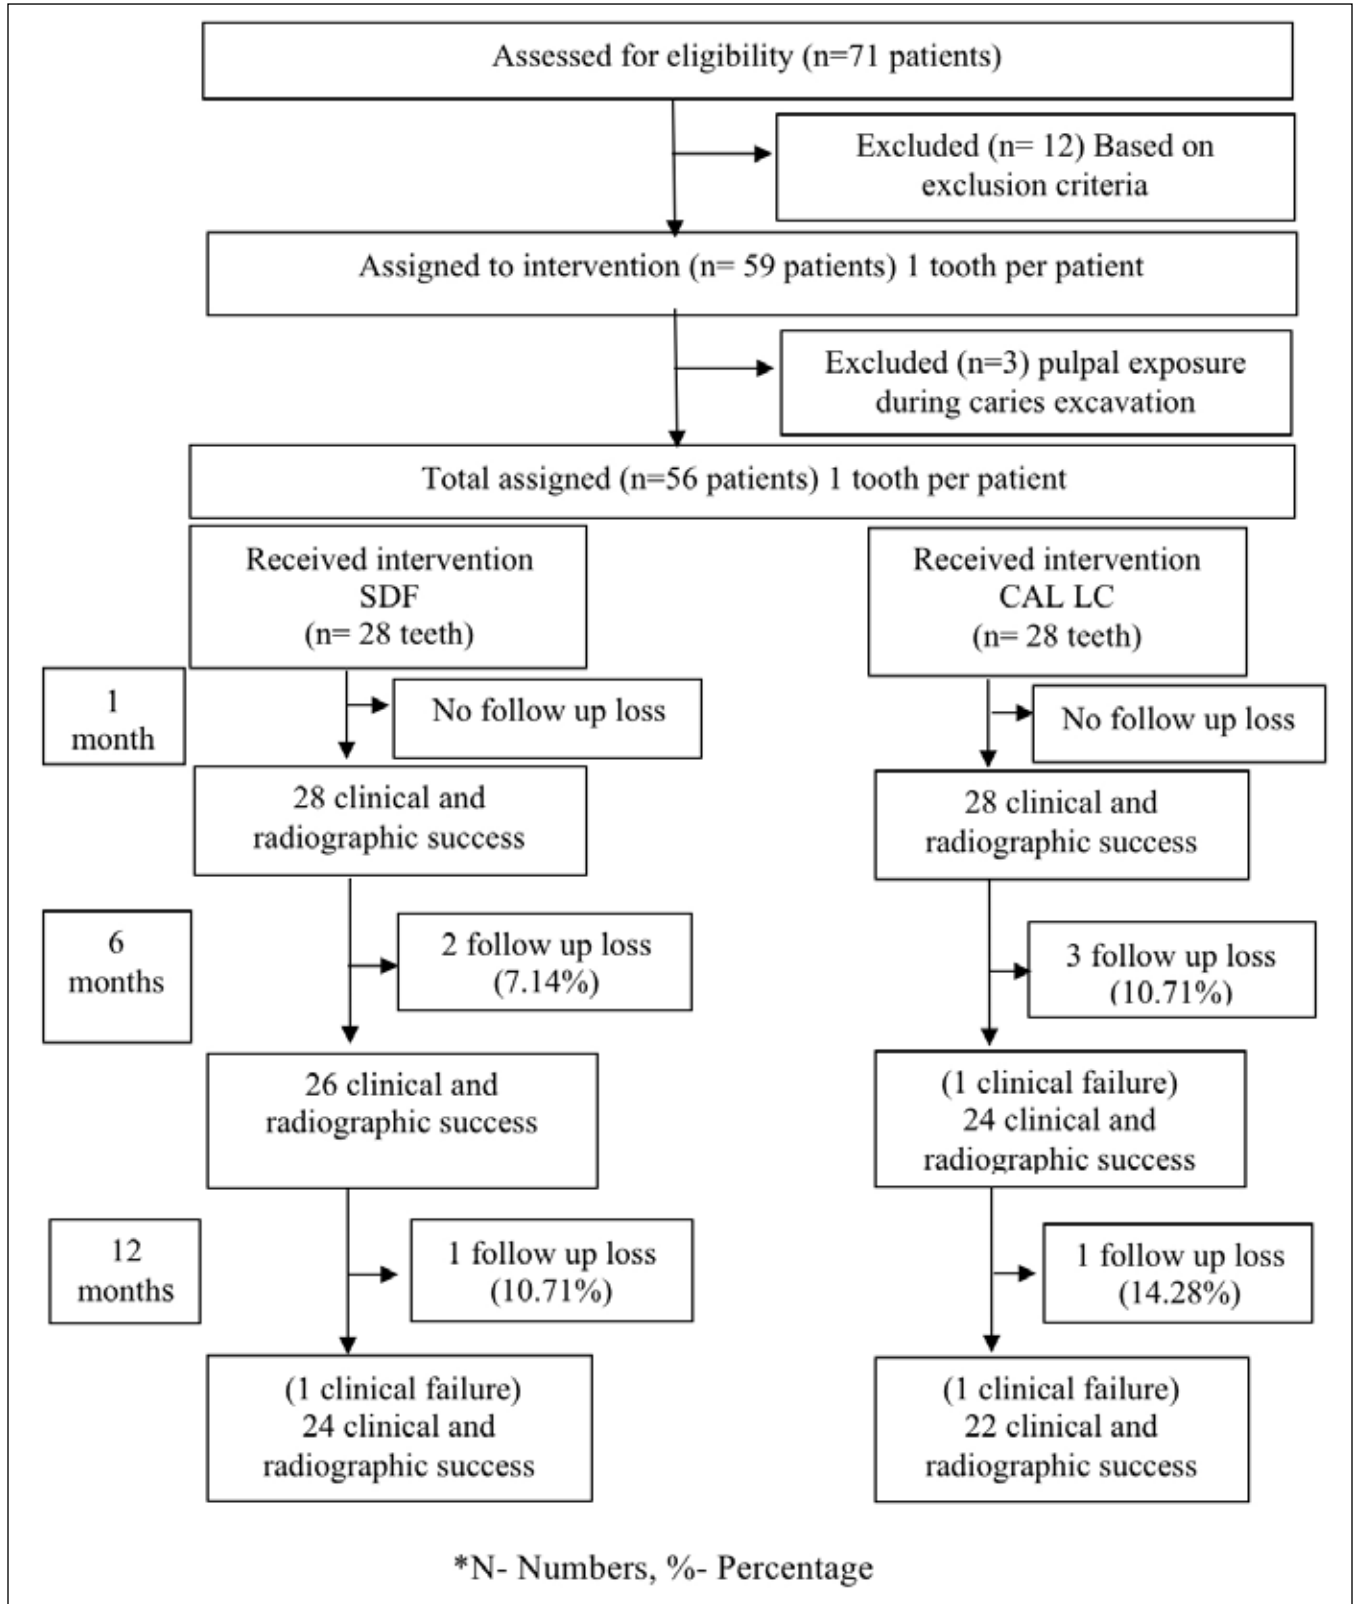 Assessed for eligibility (n=71 patients)
Excluded (n= 12) Based on
exclusion criteria
Assigned to intervention (n= 59 patients) 1 tooth per patient
Excluded (n=3) pulpal exposure
during caries excavation
Total assigned (n=56 patients) 1 tooth per patient
Received intervention
SDF
(n= 28 teeth)
Received intervention
CAL LC
(n= 28 teeth)
1
month
No follow up loss
No follow up loss
28 clinical and
radiographic success
28 clinical and
radiographic success
6
months
2 follow up loss
(7.14%)
3 follow up loss
(10.71%)
26 clinical and
radiographic success
(1 clinical failure)
24 clinical and
radiographic success
12
months
1 follow up loss
(10.71%)
1 follow up loss
(14.28%)
(1 clinical failure)
24 clinical and
radiographic success
(1 clinical failure)
22 clinical and
radiographic success
*N- Numbers, %- Percentage